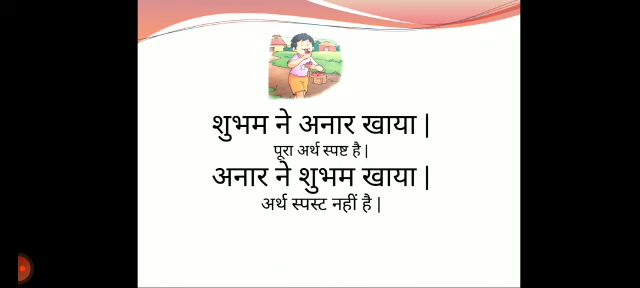 शुभम ने अनार खाया |
पूरा अर्थ स्पष्ट है |
अनार ने शुभम खाया |
अर्थ स्पस्ट नहीं है |